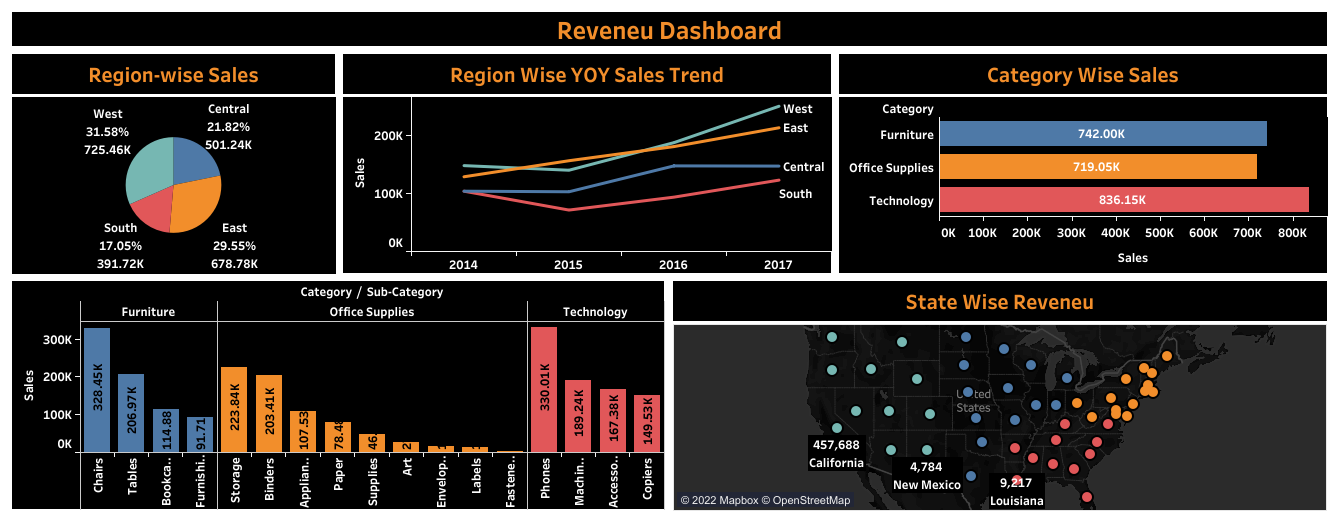 Reveneu Dashboard
Region-wise Sales
West
31.58%
725.46K
Central
21.82%
501.24K
South
17.05%
391.72K
East
29.55%
678.78K
Region Wise YOY Sales Trend
Sales
200K
100K
0K
2014 2015 2016 2017
West
East
Central
South
Category Wise Sales
Category
Furniture 742.00K
Office Supplies 719.05K
Technology 836.15K
0K 100K 200K 300K 400K 500K 600K 700K 800K
Sales
Category / Sub-Category
Furniture Office Supplies Technology
Sales
300K
200K
100K
0K
328.45K
206.97K
114.88
91.71
223.84K
203.41K
107.53
78.48
46.
2
330.01K
189.24K
167.38K
149.53K
Chairs
Tables
Bookca..
Furnishi..
Storage
Binders
Applian..
Paper
Supplies
Art
Envelop..
Labels
Fastene..
Phones
Machin..
Accesso..
Copiers
State Wise Reveneu
United
States
457,688
California
4,784
New Mexico
9,217
Louisiana
© 2022 Mapbox © OpenStreetMap